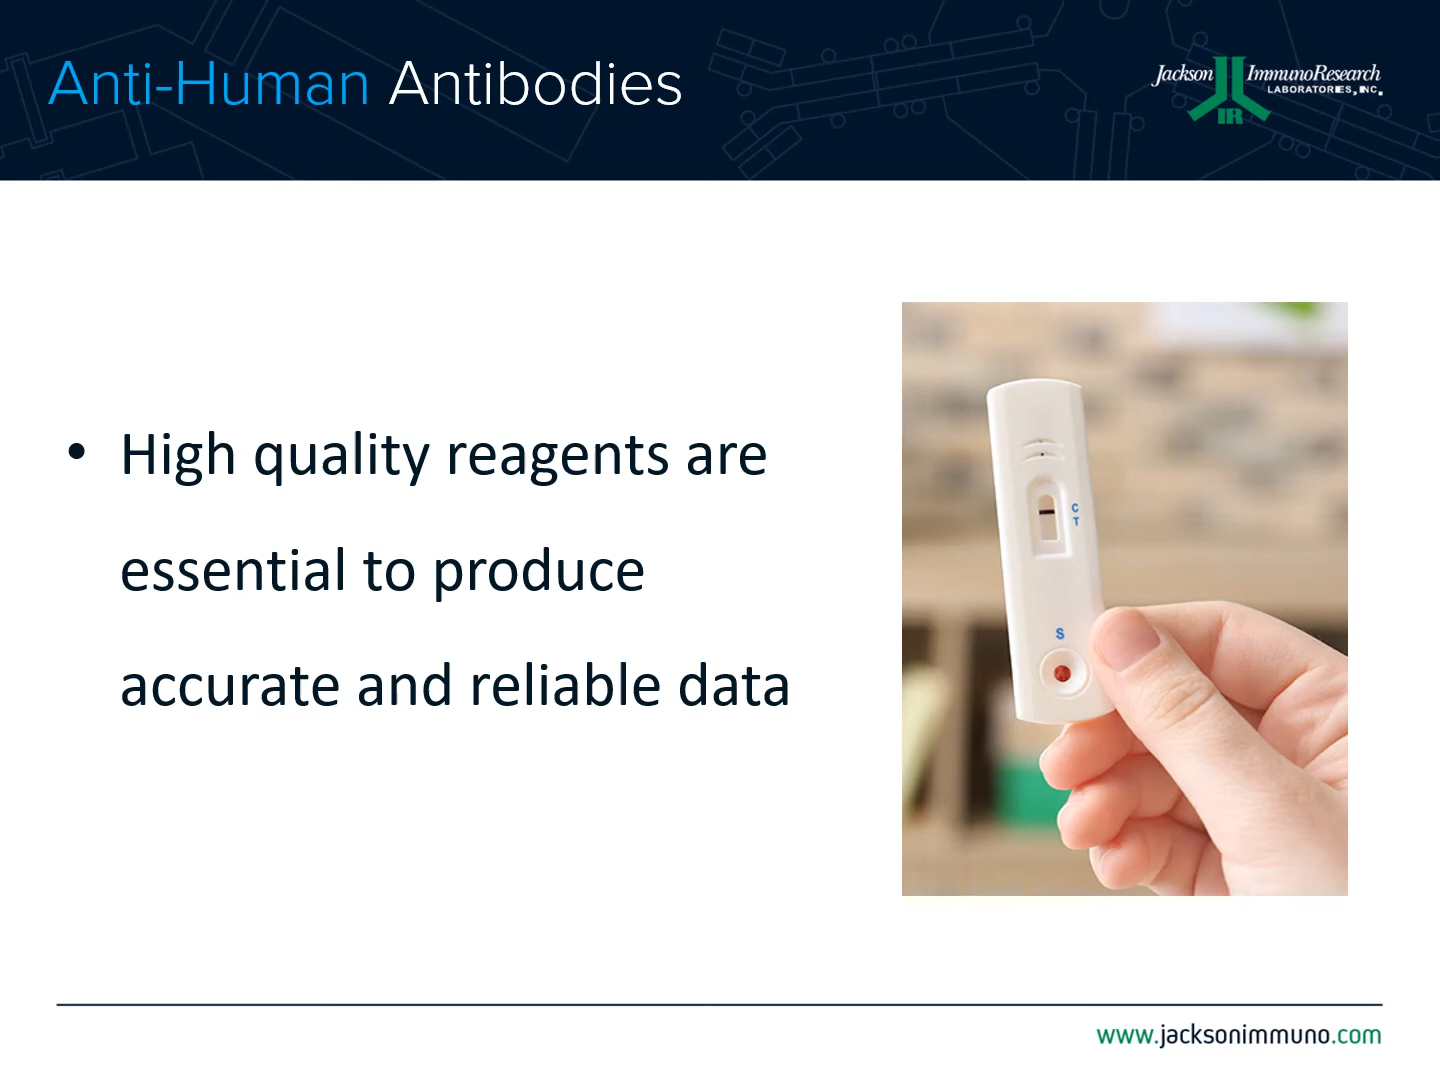 Anti-Human Antibodies
Jackson ImmunoResearch
LABORATORIES, INC.
IR
• High quality reagents are
essential to produce
accurate and reliable data
C
T
S
www.jacksonimmuno.com